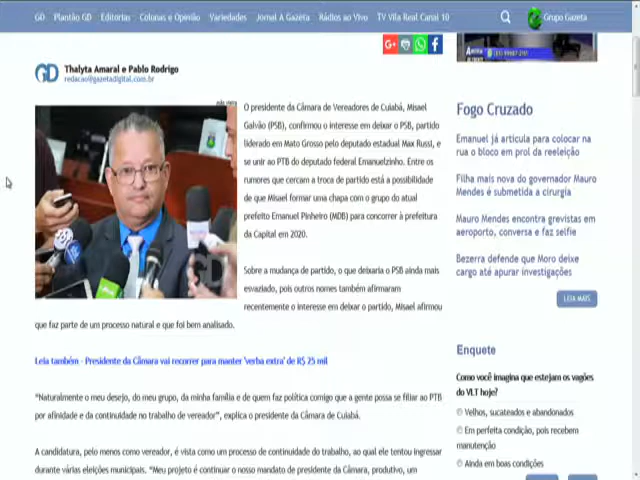 GD Plantão GD Editorias Colunas e Opinião Variedades Jornal A Gazeta Rádios ao Vivo TV Vila Real Canal 10 Grupo Gazeta
GD Thalyta Amaral e Pablo Rodrigo
redacao@gazetadigital.com.br
O presidente da Câmara de Vereadores de Cuiabá, Misael
Galvão (PSB), confirmou o interesse em deixar o PSB, partido
liderado em Mato Grosso pelo deputado estadual Max Russi, e
se unir ao PTB do deputado federal Emanuelzinho. Entre os
rumores que cercam a troca de partido está a possibilidade
de que Misael formar uma chapa com o grupo do atual
prefeito Emanuel Pinheiro (MDB) para concorrer à prefeitura
da Capital em 2020.
Sobre a mudança de partido, o que deixaria o PSB ainda mais
esvaziado, pois outros nomes também afirmaram
recentemente o interesse em deixar o partido, Misael afirmou
que faz parte de um processo natural e que foi bem analisado.
Leia também - Presidente da Câmara vai recorrer para manter 'verba extra' de R$ 25 mil
"Naturalmente o meu desejo, do meu grupo, da minha família e de quem faz política comigo que a gente possa se filiar ao PTB
por afinidade e da continuidade no trabalho de vereador", explica o presidente da Câmara de Cuiabá.
A candidatura, pelo menos como vereador, é vista como um processo de continuidade do trabalho, ao qual ele tentou ingressar
durante várias eleições municipais. "Meu projeto é continuar o nosso mandato de presidente da Câmara, produtivo, um
Fogo Cruzado
Emanuel já articula para colocar na
rua o bloco em prol da reeleição
Filha mais nova do governador Mauro
Mendes é submetida a cirurgia
Mauro Mendes encontra grevistas em
aeroporto, conversa e faz selfie
Bezerra defende que Moro deixe
cargo até apurar investigações
LEIA MAIS
Enquete
Como você imagina que estejam os vagões
do VLT hoje?
Velhos, sucateados e abandonados
Em perfeita condição, pois recebem
manutenção
Ainda em boas condições